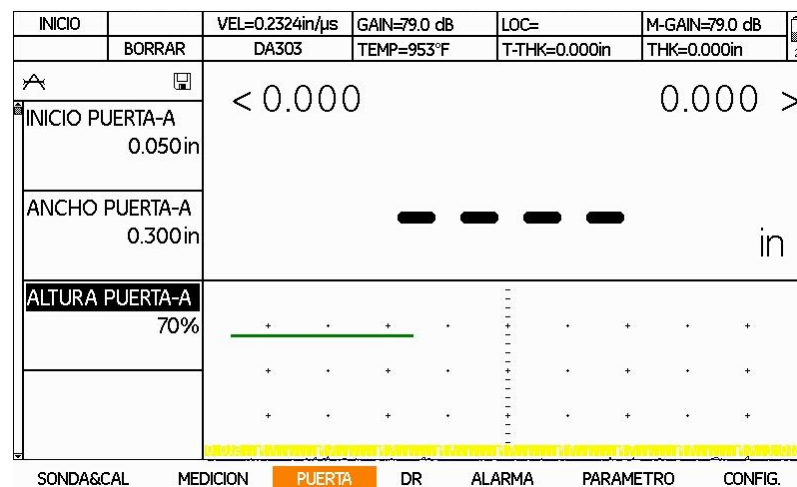 INICIO VEL=0.2324in/µs GAIN=79.0 dB LOC= M-GAIN=79.0 dB
BORRAR DA303 TEMP=953°F T-THK=0.000in THK=0.000in
< 0.000 0.000 >
INICIO PUERTA-A
0.050in
ANCHO PUERTA-A
0.300in
---- in
ALTURA PUERTA-A
70%
SONDA&CAL MEDICION PUERTA DR ALARMA PARAMETRO CONFIG.